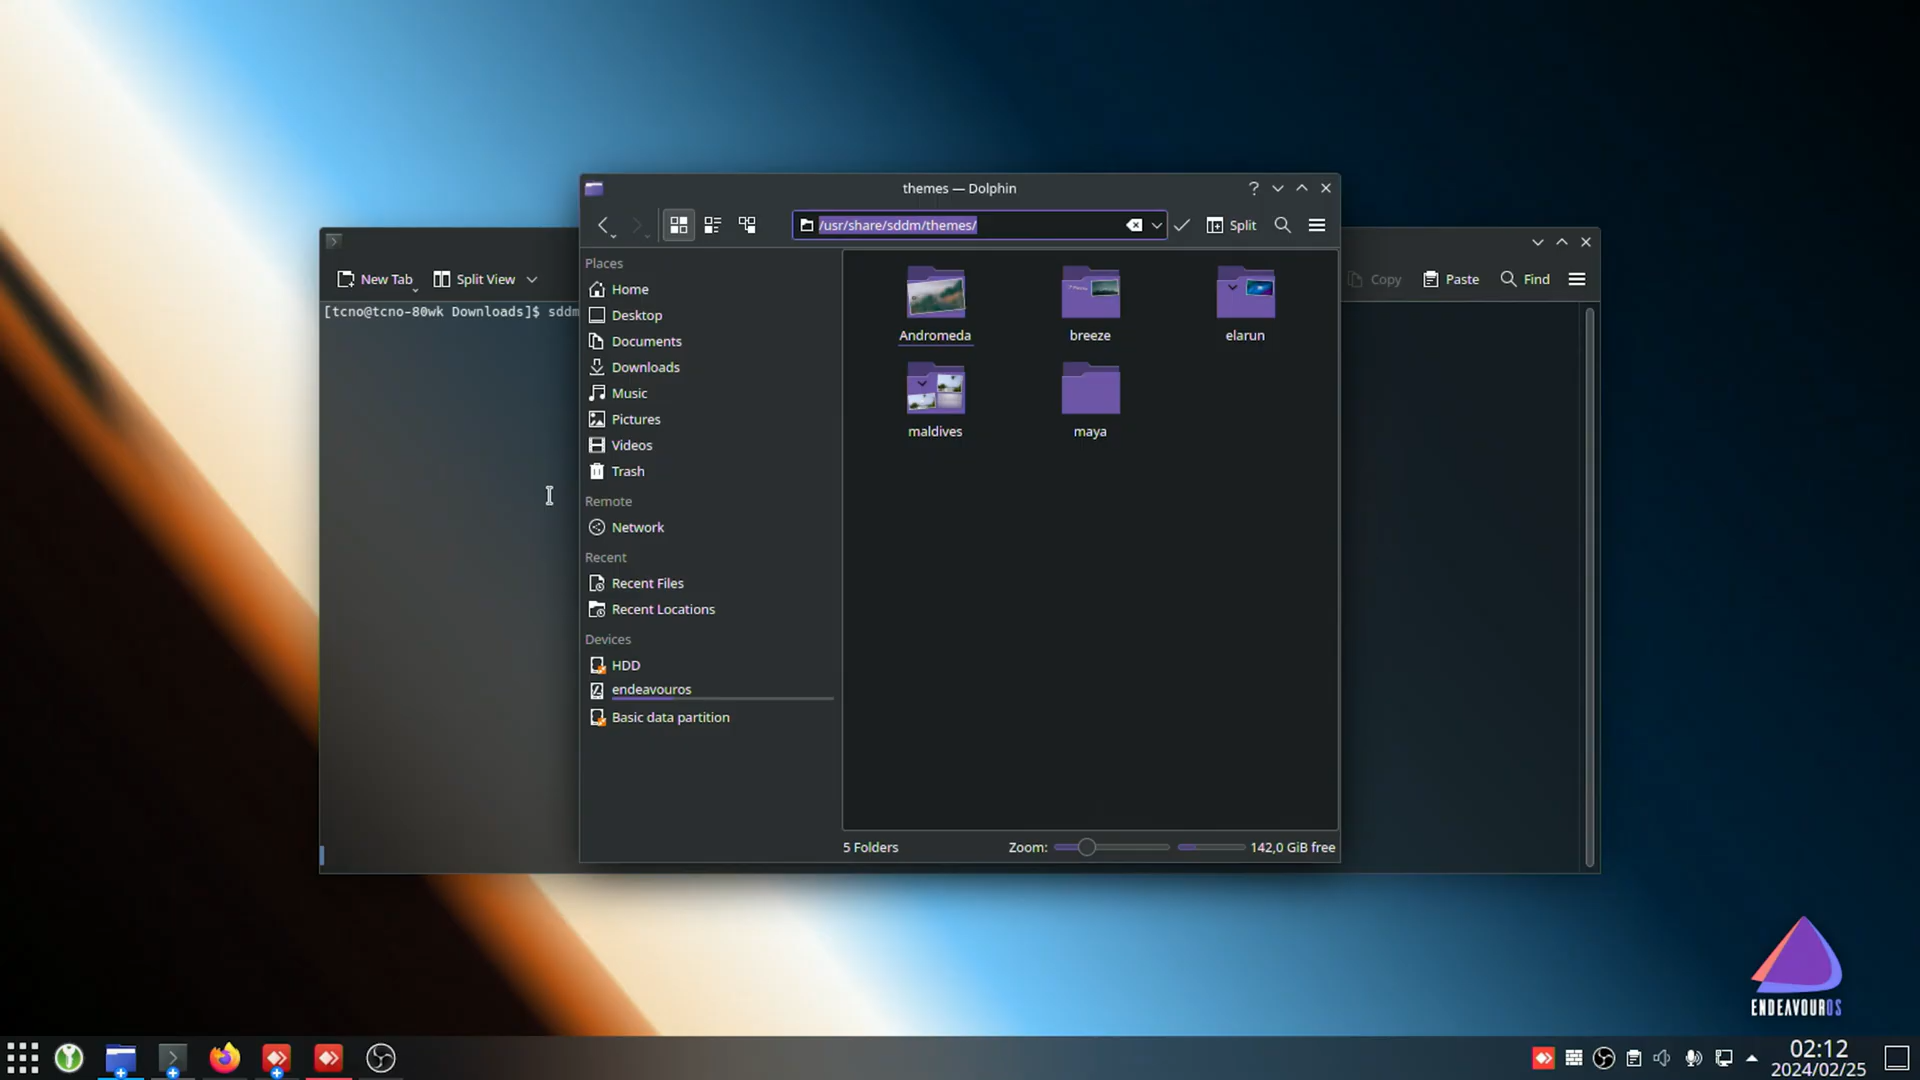 themes — Dolphin
/usr/share/sddm/themes/
Split
New Tab
Split View
Copy
Paste
Find
[tcno@tcno-80wk Downloads]$ sddm
Places
Home
Desktop
Documents
Downloads
Music
Pictures
Videos
Trash
Remote
Network
Recent
Recent Files
Recent Locations
Devices
HDD
endeavouros
Basic data partition
Andromeda
breeze
elarun
maldives
maya
5 Folders
Zoom:
142,0 GiB free
ENDEAVOUROS
02:12
2024/02/25